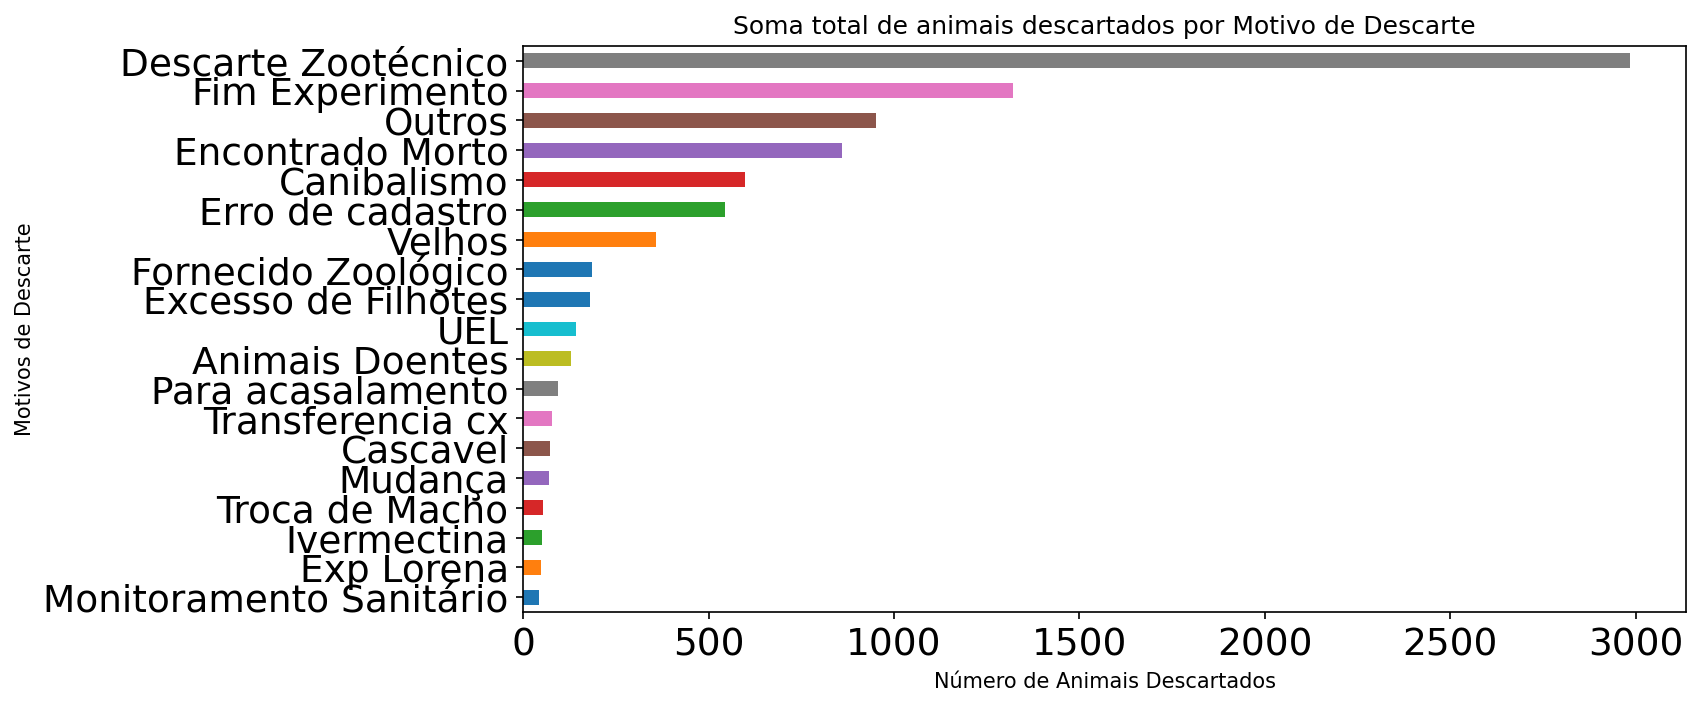 Soma total de animais descartados por Motivo de Descarte
Motivos de Descarte
Descarte Zootécnico
Fim Experimento
Outros
Encontrado Morto
Canibalismo
Erro de cadastro
Velhos
Fornecido Zoológico
Excesso de Filhotes
UEL
Animais Doentes
Para acasalamento
Transferencia cx
Cascavel
Mudança
Troca de Macho
Ivermectina
Exp Lorena
Monitoramento Sanitário
0 500 1000 1500 2000 2500 3000
Número de Animais Descartados